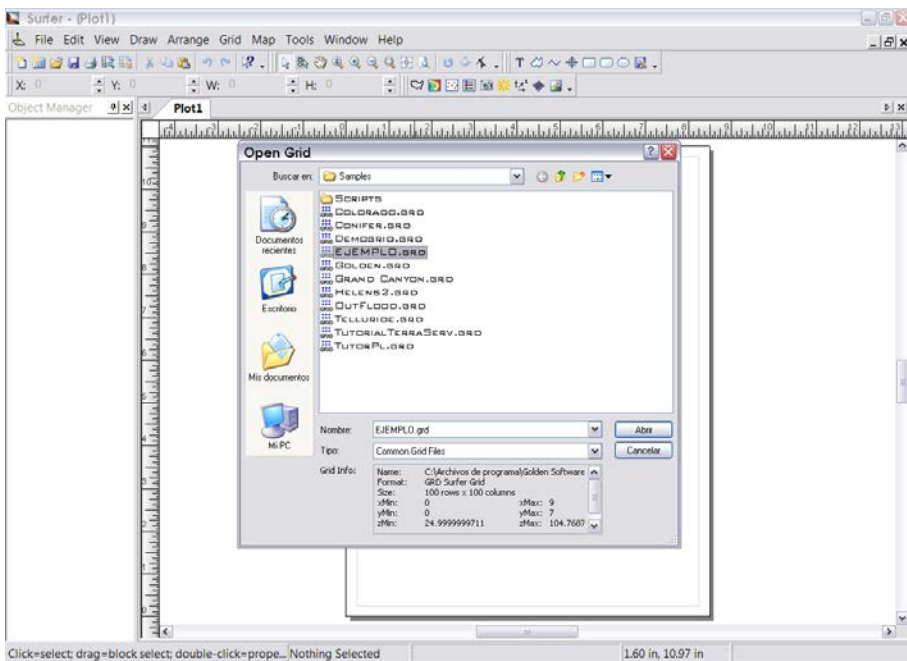 Surfer - (Plot1)
File Edit View Draw Arrange Grid Map Tools Window Help
X: 0 Y: 0 W: 0 H: 0
Object Manager
Plot1
Open Grid
Buscar en: Samples
Documentos recientes
Escritorio
Mis documentos
Mi PC
Scripts
Colorado.grd
Conifer.grd
Demogrid.grd
EJEMPLO.grd
Golden.grd
Grand Canyon.grd
Helens2.grd
OutFlood.grd
Telluride.grd
TutorialTerraServ.grd
TutorPl.grd
Nombre: EJEMPLO.grd Abrir
Tipo: Common Grid Files Cancelar
Grid Info:
Name: C:\Archivos de programa\Golden Software
Format: GRD Surfer Grid
Size: 100 rows x 100 columns
xMin: 0 xMax: 9
yMin: 0 yMax: 7
zMin: 24.9999999711 zMax: 104.7687
Click=select; drag=block select; double-click=prope... Nothing Selected 1.60 in, 10.97 in